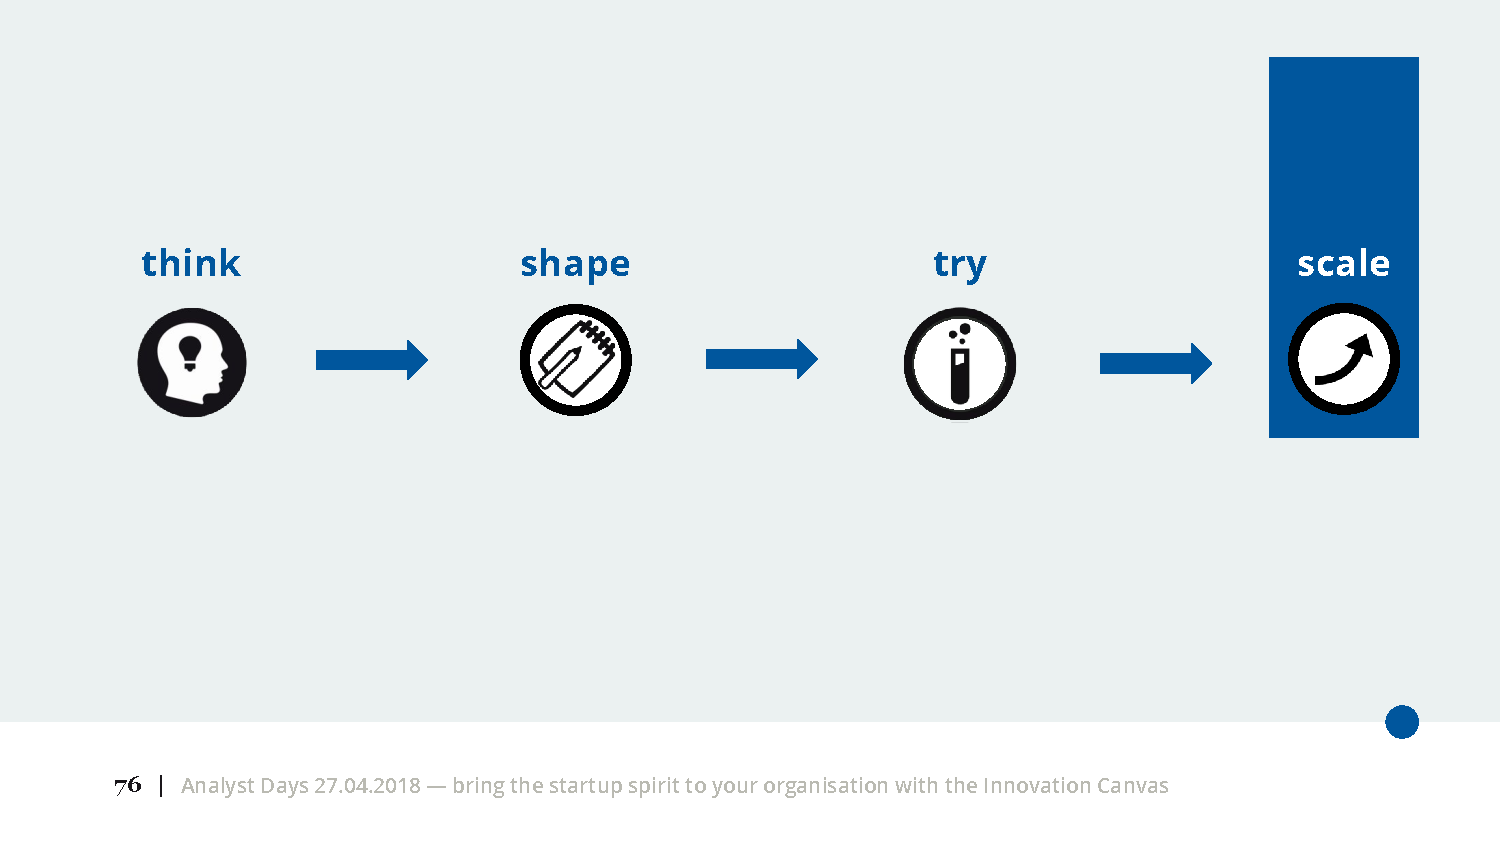 think shape try scale
76 | Analyst Days 27.04.2018 — bring the startup spirit to your organisation with the Innovation Canvas